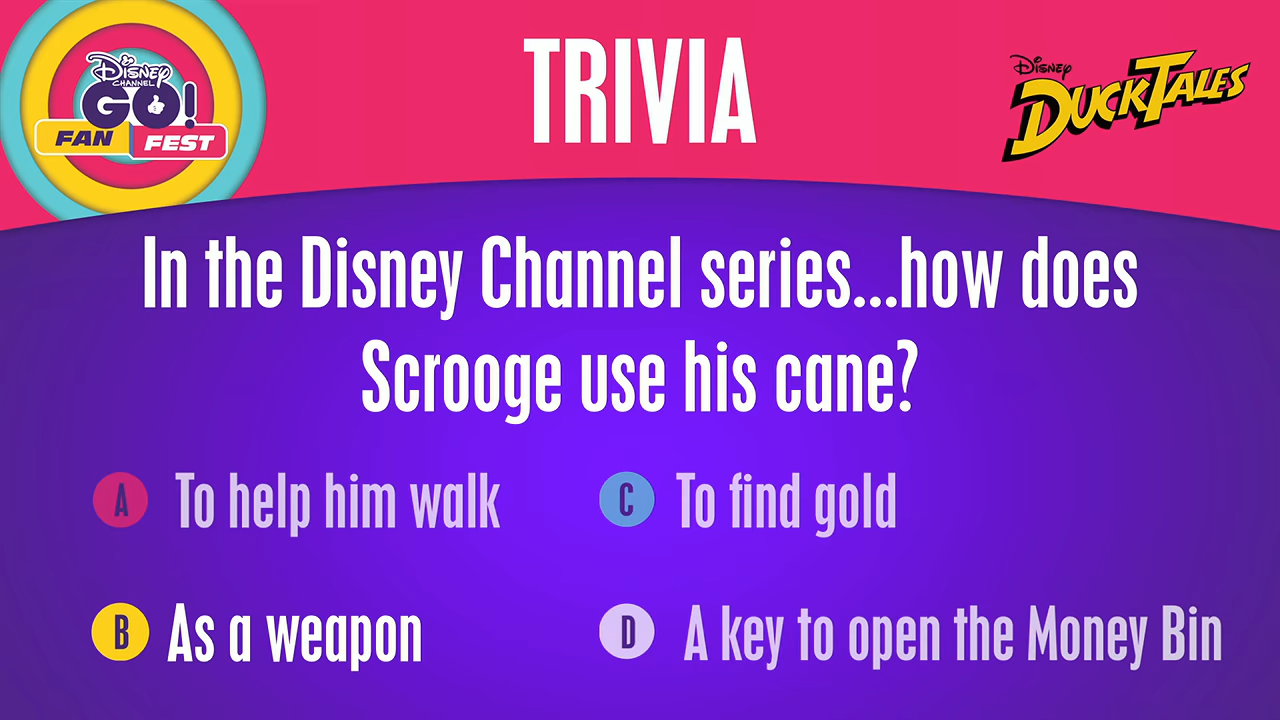 Disney
CHANNEL
GO!
FAN FEST
TRIVIA
Disney
DUCKTALES
In the Disney Channel series...how does
Scrooge use his cane?
A To help him walk
B As a weapon
C To find gold
D A key to open the Money Bin